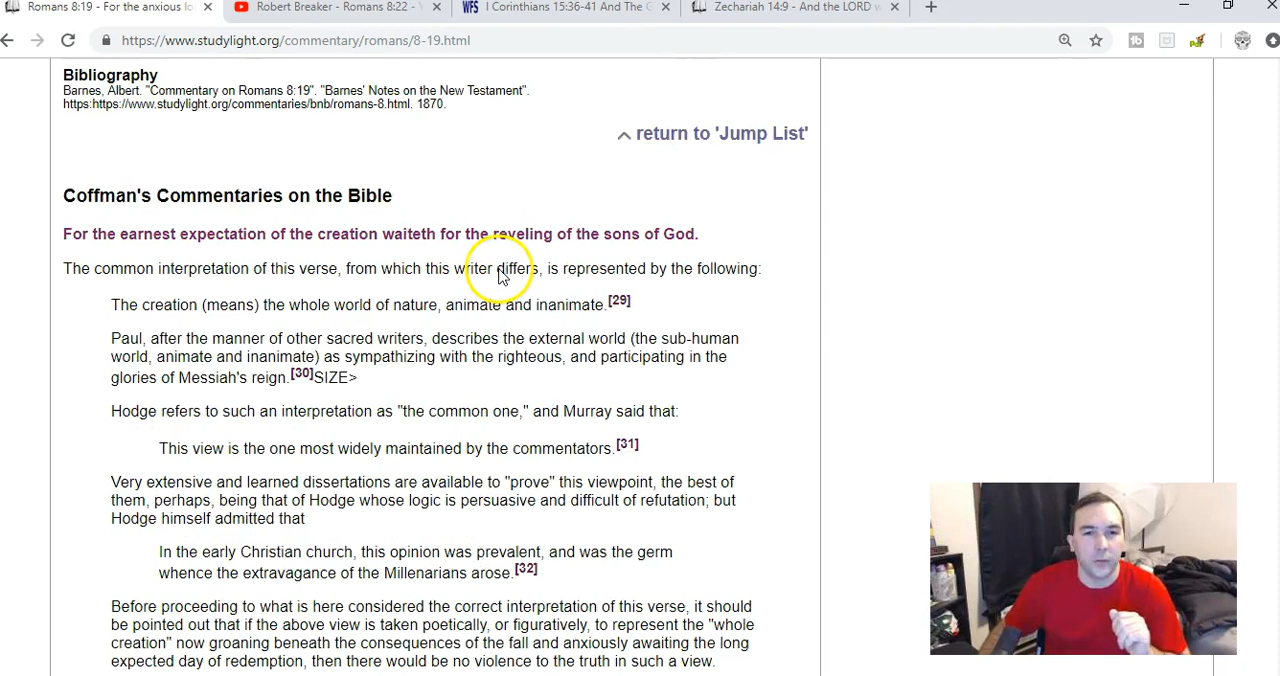 Romans 8:19 - For the anxious lo
Robert Breaker - Romans 8:22 -
WFS I Corinthians 15:36-41 And The G
Zechariah 14:9 - And the LORD w
https://www.studylight.org/commentary/romans/8-19.html
Bibliography
Barnes, Albert. "Commentary on Romans 8:19". "Barnes' Notes on the New Testament".
https:https://www.studylight.org/commentaries/bnb/romans-8.html. 1870.
return to 'Jump List'
Coffman's Commentaries on the Bible
For the earnest expectation of the creation waiteth for the reveling of the sons of God.
The common interpretation of this verse, from which this writer differs, is represented by the following:
The creation (means) the whole world of nature, animate and inanimate.[29]
Paul, after the manner of other sacred writers, describes the external world (the sub-human
world, animate and inanimate) as sympathizing with the righteous, and participating in the
glories of Messiah's reign.[30]SIZE>
Hodge refers to such an interpretation as "the common one," and Murray said that:
This view is the one most widely maintained by the commentators.[31]
Very extensive and learned dissertations are available to "prove" this viewpoint, the best of
them, perhaps, being that of Hodge whose logic is persuasive and difficult of refutation; but
Hodge himself admitted that
In the early Christian church, this opinion was prevalent, and was the germ
whence the extravagance of the Millenarians arose.[32]
Before proceeding to what is here considered the correct interpretation of this verse, it should
be pointed out that if the above view is taken poetically, or figuratively, to represent the "whole
creation" now groaning beneath the consequences of the fall and anxiously awaiting the long
expected day of redemption, then there would be no violence to the truth in such a view.